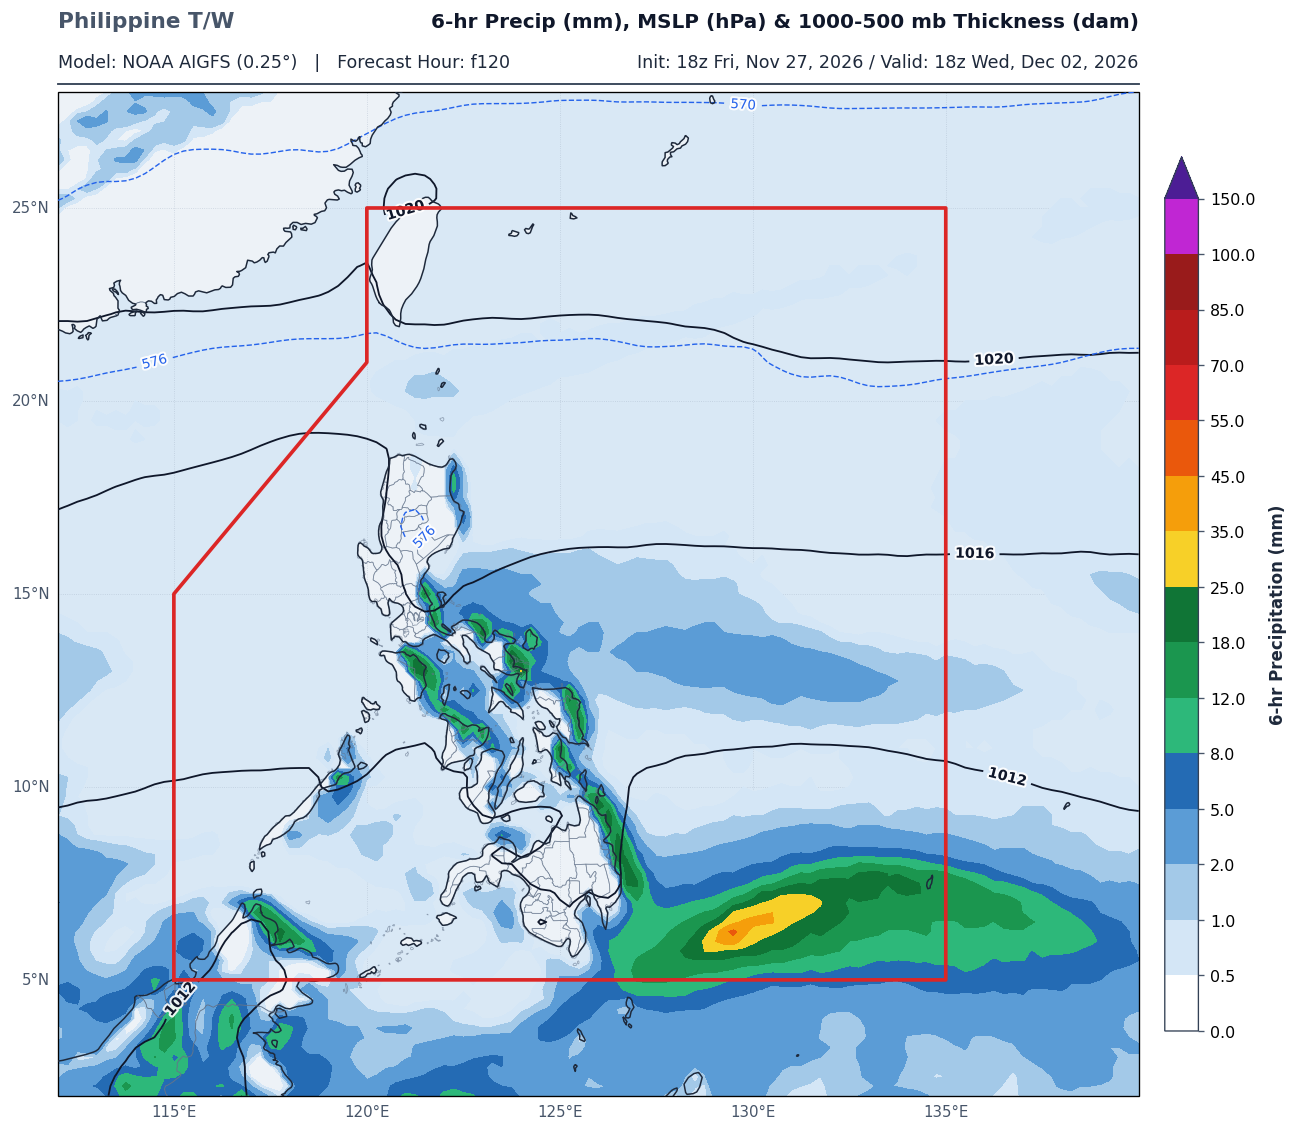 Philippine T/W
6-hr Precip (mm), MSLP (hPa) & 1000-500 mb Thickness (dam)
Model: NOAA AIGFS (0.25°)   |   Forecast Hour: f120
Init: 18z Fri, Nov 27, 2026 / Valid: 18z Wed, Dec 02, 2026
570
1020
1020
576
576
1016
1012
1012
25°N
20°N
15°N
10°N
5°N
115°E
120°E
125°E
130°E
135°E
150.0
100.0
85.0
70.0
55.0
45.0
35.0
25.0
18.0
12.0
8.0
5.0
2.0
1.0
0.5
0.0
6-hr Precipitation (mm)